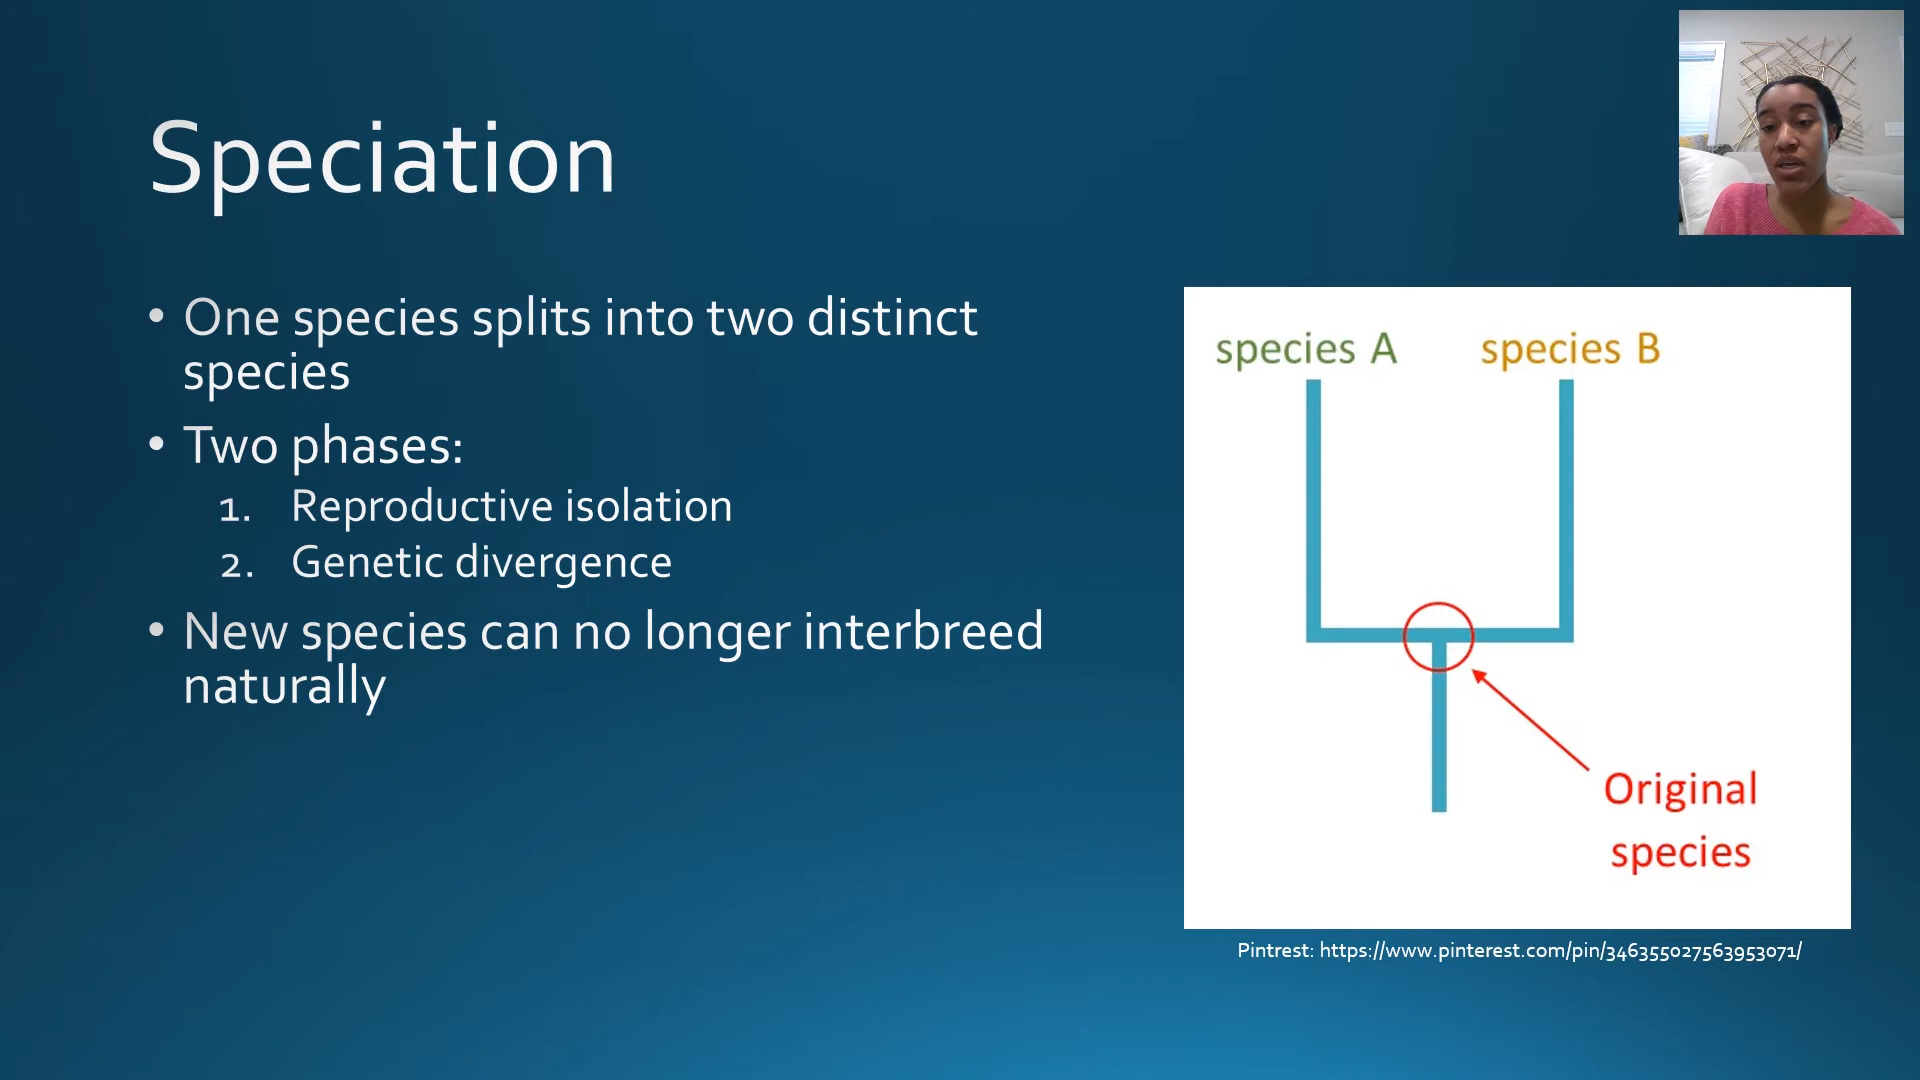 Speciation
• One species splits into two distinct
species
• Two phases:
1. Reproductive isolation
2. Genetic divergence
• New species can no longer interbreed
naturally
species A
species B
Original
species
Pintrest: https://www.pinterest.com/pin/346355027563953071/